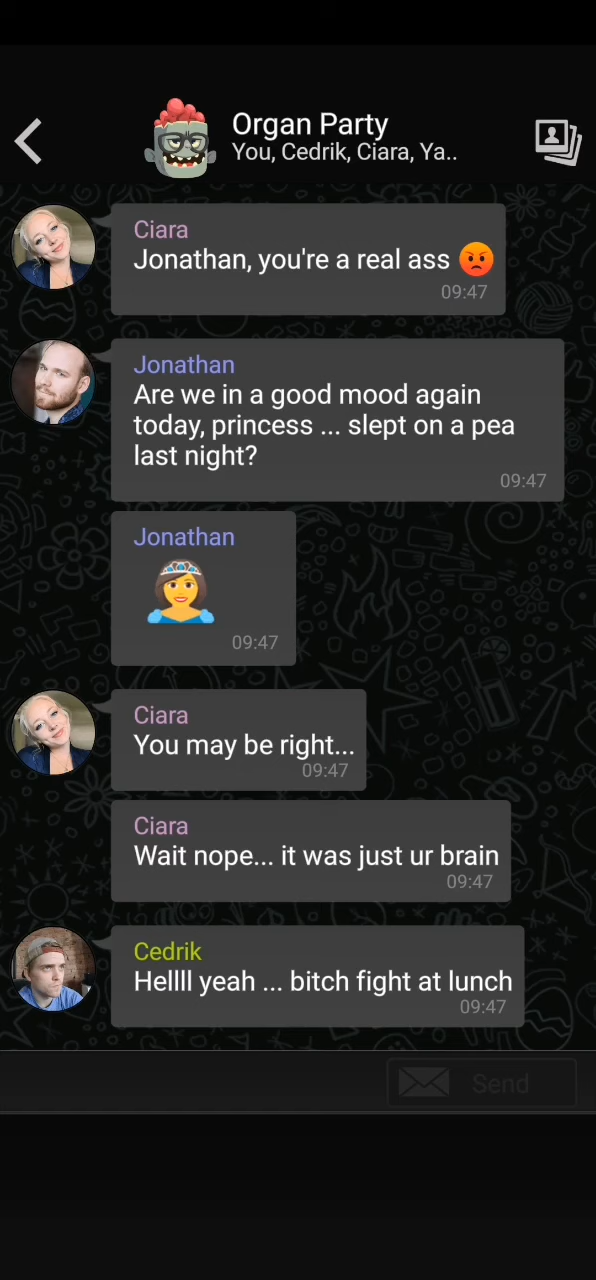 Organ Party
You, Cedrik, Ciara, Ya..
Ciara
Jonathan, you're a real ass 😡
09:47
Jonathan
Are we in a good mood again
today, princess ... slept on a pea
last night?
09:47
Jonathan
👸
09:47
Ciara
You may be right...
09:47
Ciara
Wait nope... it was just ur brain
09:47
Cedrik
Hellll yeah ... bitch fight at lunch
09:47
Send